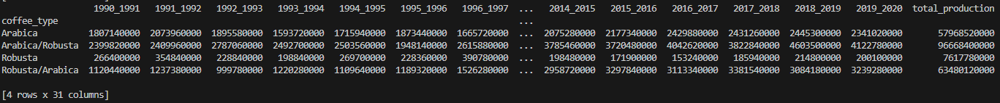 1990_1991 1991_1992 1992_1993 1993_1994 1994_1995 1995_1996 1996_1997 ... 2014_2015 2015_2016 2016_2017 2017_2018 2018_2019 2019_2020 total_production
coffee_type ...
Arabica 1807140000 2073960000 1895580000 1593720000 1715940000 1873440000 1665720000 ... 2075280000 2177340000 2429880000 2431260000 2445300000 2341020000 57968520000
Arabica/Robusta 2399820000 2409960000 2787060000 2492700000 2503560000 1948140000 2615880000 ... 3785460000 3720480000 4042620000 3822840000 4603500000 4122780000 96668400000
Robusta 266400000 354840000 228840000 198840000 269700000 228360000 390780000 ... 198480000 171900000 153240000 185940000 214800000 200100000 7617780000
Robusta/Arabica 1120440000 1237380000 999780000 1220280000 1109640000 1189320000 1526280000 ... 2958720000 3297840000 3113340000 3381540000 3084180000 3239280000 63480120000
[4 rows x 31 columns]